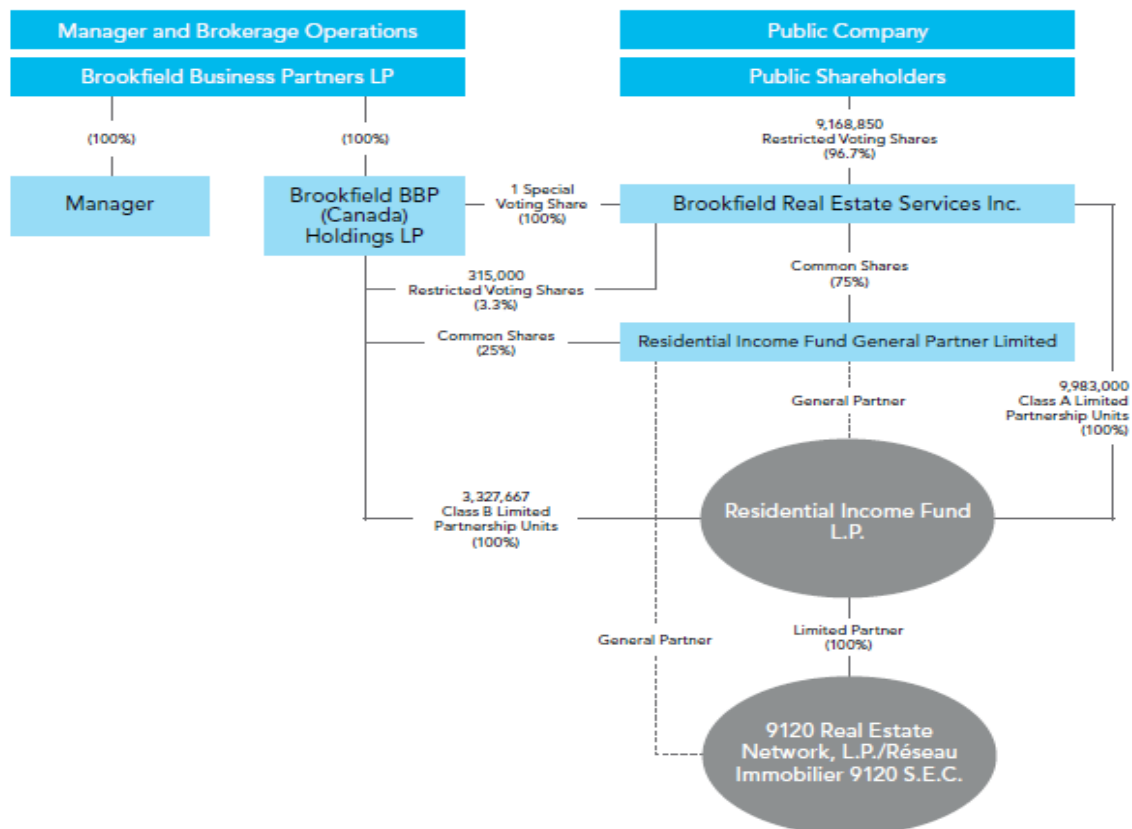 Manager and Brokerage Operations
Public Company
Brookfield Business Partners LP
Public Shareholders
(100%)
(100%)
9,168,850
Restricted Voting Shares
(96.7%)
Manager
Brookfield BBP
(Canada)
Holdings LP
1 Special
Voting Share
(100%)
Brookfield Real Estate Services Inc.
315,000
Restricted Voting Shares
(3.3%)
Common Shares
(75%)
Common Shares
(25%)
Residential Income Fund General Partner Limited
General Partner
9,983,000
Class A Limited
Partnership Units
(100%)
3,327,667
Class B Limited
Partnership Units
(100%)
Residential Income Fund
L.P.
General Partner
Limited Partner
(100%)
9120 Real Estate
Network, L.P./Réseau
Immobilier 9120 S.E.C.